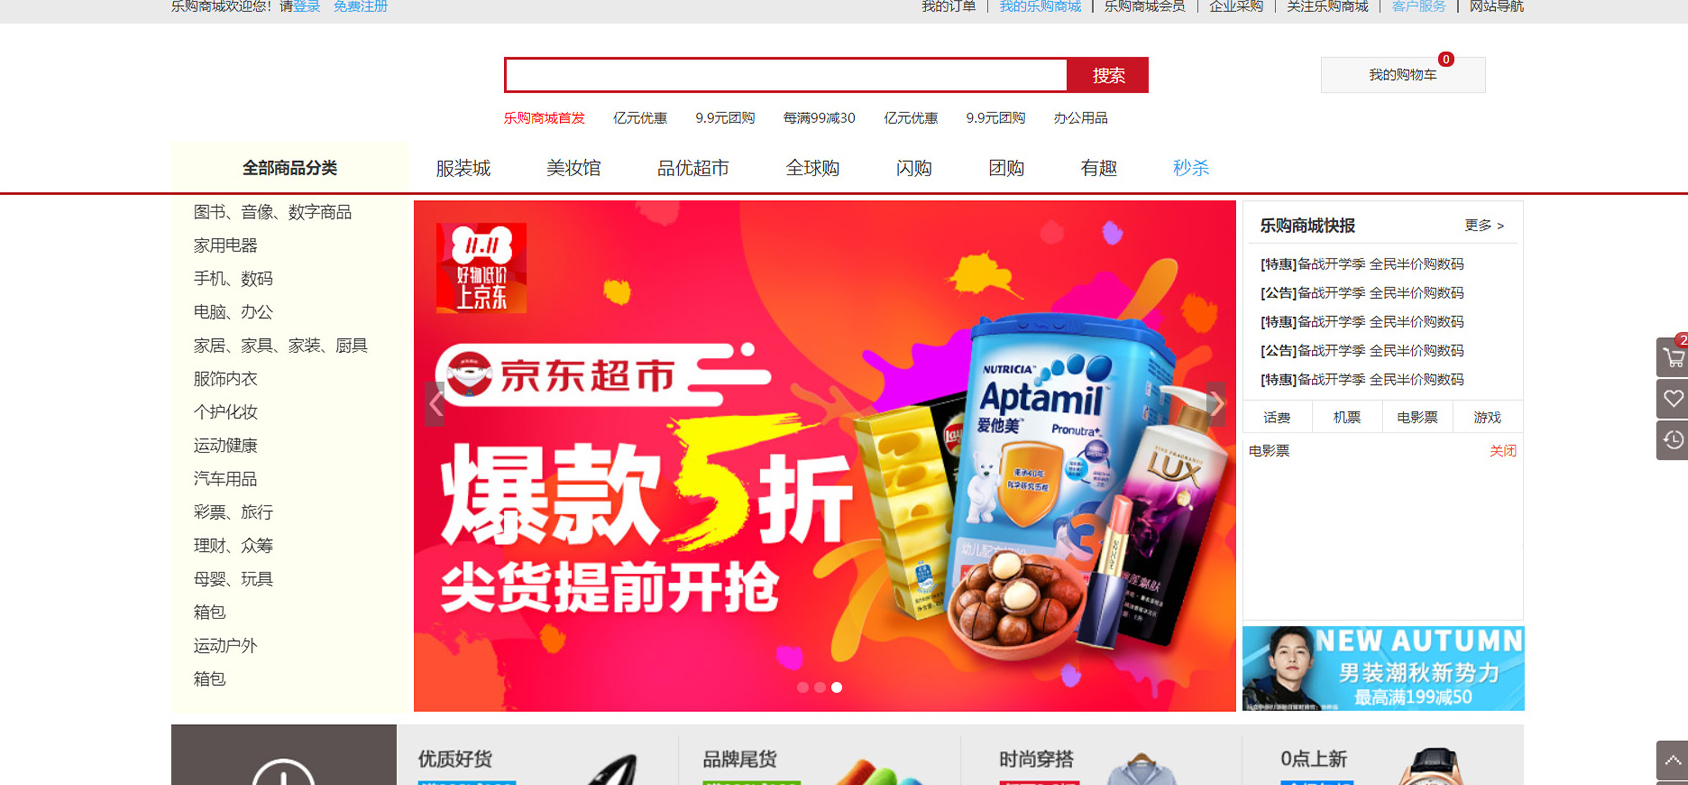 乐购商城欢迎您！请登录 免费注册
我的订单 | 我的乐购商城 | 乐购商城会员 | 企业采购 | 关注乐购商城 | 客户服务 | 网站导航
搜索
我的购物车 0
乐购商城首发 亿元优惠 9.9元团购 每满99减30 亿元优惠 9.9元团购 办公用品
全部商品分类 服装城 美妆馆 品优超市 全球购 闪购 团购 有趣 秒杀
图书、音像、数字商品
家用电器
手机、数码
电脑、办公
家居、家具、家装、厨具
服饰内衣
个护化妆
运动健康
汽车用品
彩票、旅行
理财、众筹
母婴、玩具
箱包
运动户外
箱包
11.11
好物低价
上京东
京东超市
爆款5折
尖货提前开抢
NUTRICIA
Aptamil
爱他美
Pronutra+
3
LUX
乐购商城快报 更多 >
[特惠]备战开学季 全民半价购数码
[公告]备战开学季 全民半价购数码
[特惠]备战开学季 全民半价购数码
[公告]备战开学季 全民半价购数码
[特惠]备战开学季 全民半价购数码
话费 机票 电影票 游戏
电影票 关闭
NEW AUTUMN
男装潮秋新势力
最高满199减50
2
优质好货 品牌尾货 时尚穿搭 0点上新